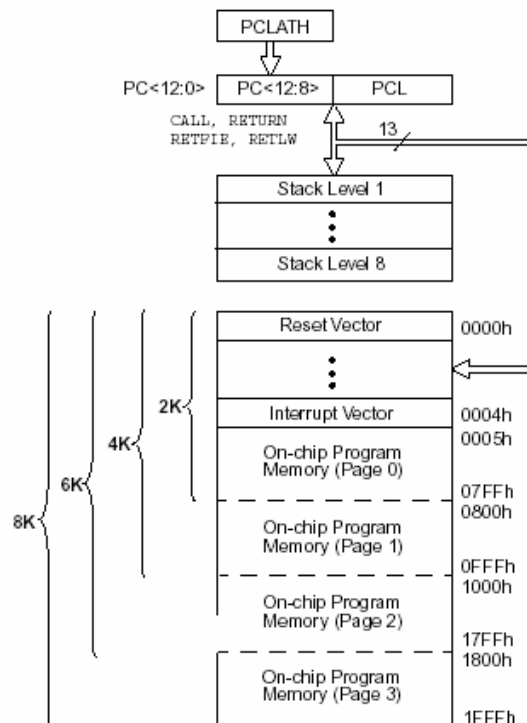 PCLATH
PC<12:0>
PC<12:8>
PCL
CALL, RETURN
RETFIE, RETLW
13
Stack Level 1
Stack Level 8
Reset Vector
0000h
2K
Interrupt Vector
0004h
0005h
4K
On-chip Program
Memory (Page 0)
07FFh
6K
0800h
8K
On-chip Program
Memory (Page 1)
0FFFh
1000h
On-chip Program
Memory (Page 2)
17FFh
1800h
On-chip Program
Memory (Page 3)
1FFFh